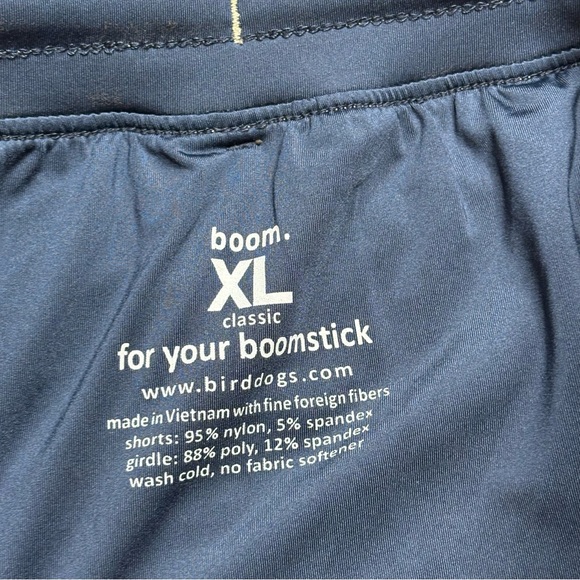 boom.
XL
classic
for your boomstick
www.birddogs.com
made in Vietnam with fine foreign fibers
shorts: 95% nylon, 5% spandex
girdle: 88% poly, 12% spandex
wash cold, no fabric softener